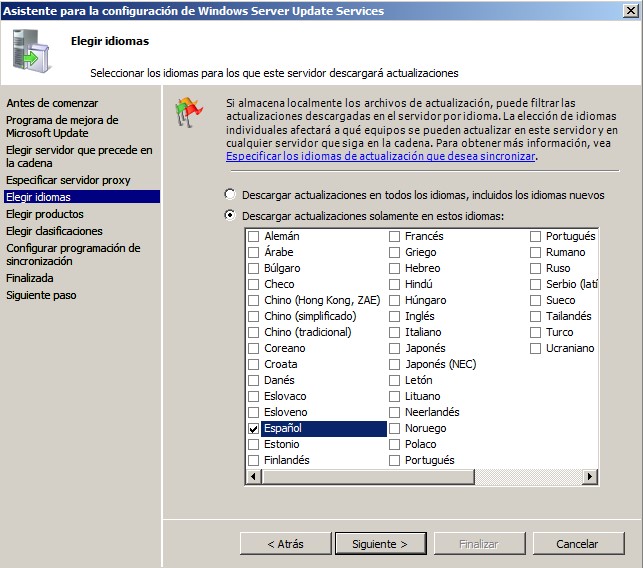 Asistente para la configuración de Windows Server Update Services
Elegir idiomas
Seleccionar los idiomas para los que este servidor descargará actualizaciones
Antes de comenzar
Programa de mejora de
Microsoft Update
Elegir servidor que precede en
la cadena
Especificar servidor proxy
Elegir idiomas
Elegir productos
Elegir clasificaciones
Configurar programación de
sincronización
Finalizada
Siguiente paso
Si almacena localmente los archivos de actualización, puede filtrar las
actualizaciones descargadas en el servidor por idioma. La elección de idiomas
individuales afectará a qué equipos se pueden actualizar en este servidor y en
cualquier servidor que siga en la cadena. Para obtener más información, vea
Especificar los idiomas de actualización que desea sincronizar.
Descargar actualizaciones en todos los idiomas, incluidos los idiomas nuevos
Descargar actualizaciones solamente en estos idiomas:
Alemán
Árabe
Búlgaro
Checo
Chino (Hong Kong, ZAE)
Chino (simplificado)
Chino (tradicional)
Coreano
Croata
Danés
Eslovaco
Esloveno
Español
Estonio
Finlandés
Francés
Griego
Hebreo
Hindú
Húngaro
Inglés
Italiano
Japonés
Japonés (NEC)
Letón
Lituano
Neerlandés
Noruego
Polaco
Portugués
Portugués
Rumano
Ruso
Serbio (latí
Sueco
Tailandés
Turco
Ucraniano
< Atrás
Siguiente >
Finalizar
Cancelar